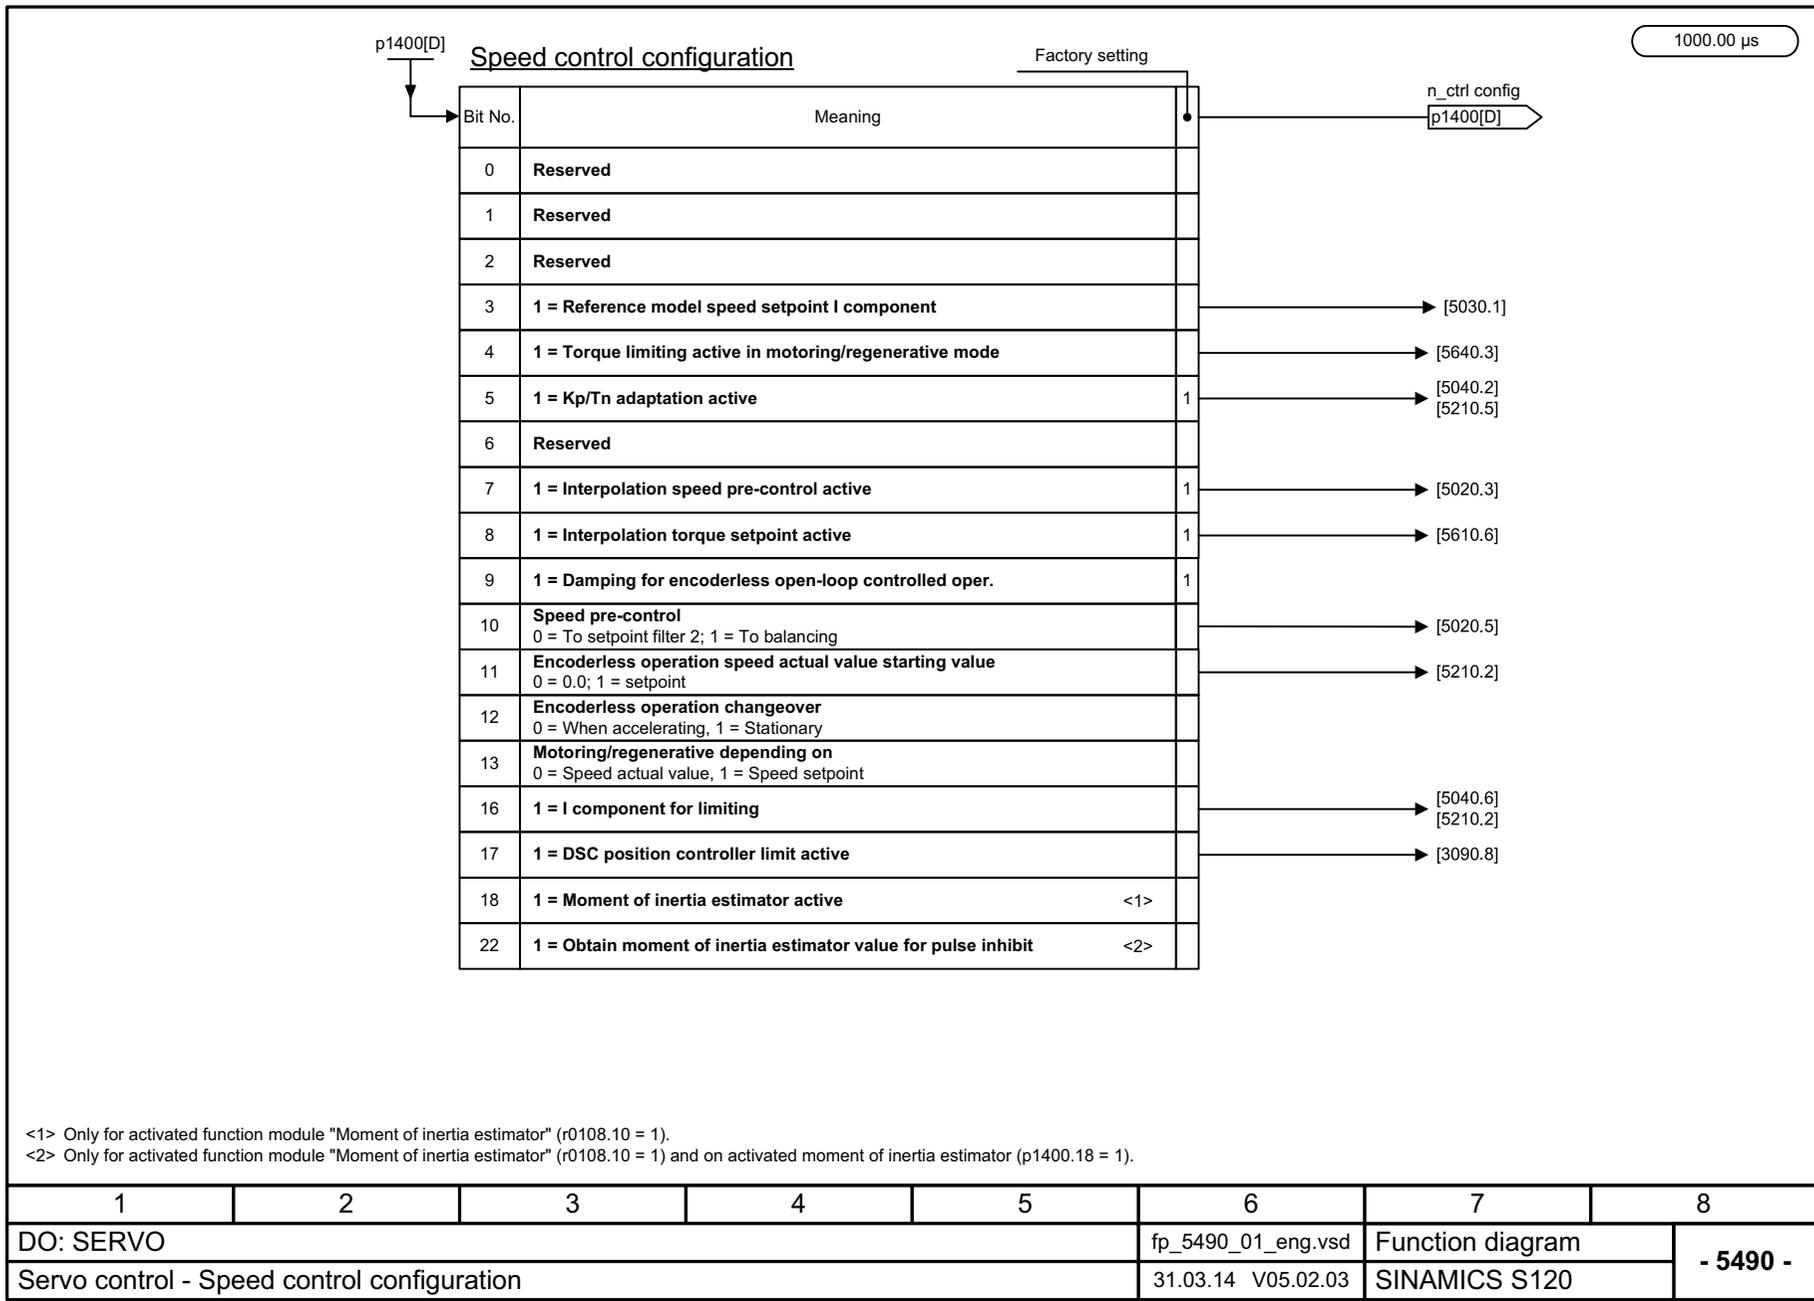 p1400[D]
Speed control configuration
Factory setting
1000.00 µs
n_ctrl config
p1400[D]
Bit No. Meaning
0 Reserved
1 Reserved
2 Reserved
3 1 = Reference model speed setpoint I component [5030.1]
4 1 = Torque limiting active in motoring/regenerative mode [5640.3]
5 1 = Kp/Tn adaptation active 1 [5040.2]
[5210.5]
6 Reserved
7 1 = Interpolation speed pre-control active 1 [5020.3]
8 1 = Interpolation torque setpoint active 1 [5610.6]
9 1 = Damping for encoderless open-loop controlled oper. 1
10 Speed pre-control
0 = To setpoint filter 2; 1 = To balancing [5020.5]
11 Encoderless operation speed actual value starting value
0 = 0.0; 1 = setpoint [5210.2]
12 Encoderless operation changeover
0 = When accelerating, 1 = Stationary
13 Motoring/regenerative depending on
0 = Speed actual value, 1 = Speed setpoint
16 1 = I component for limiting [5040.6]
[5210.2]
17 1 = DSC position controller limit active [3090.8]
18 1 = Moment of inertia estimator active <1>
22 1 = Obtain moment of inertia estimator value for pulse inhibit <2>
<1> Only for activated function module "Moment of inertia estimator" (r0108.10 = 1).
<2> Only for activated function module "Moment of inertia estimator" (r0108.10 = 1) and on activated moment of inertia estimator (p1400.18 = 1).
1 2 3 4 5 6 7 8
DO: SERVO fp_5490_01_eng.vsd Function diagram
- 5490 -
Servo control - Speed control configuration 31.03.14 V05.02.03 SINAMICS S120